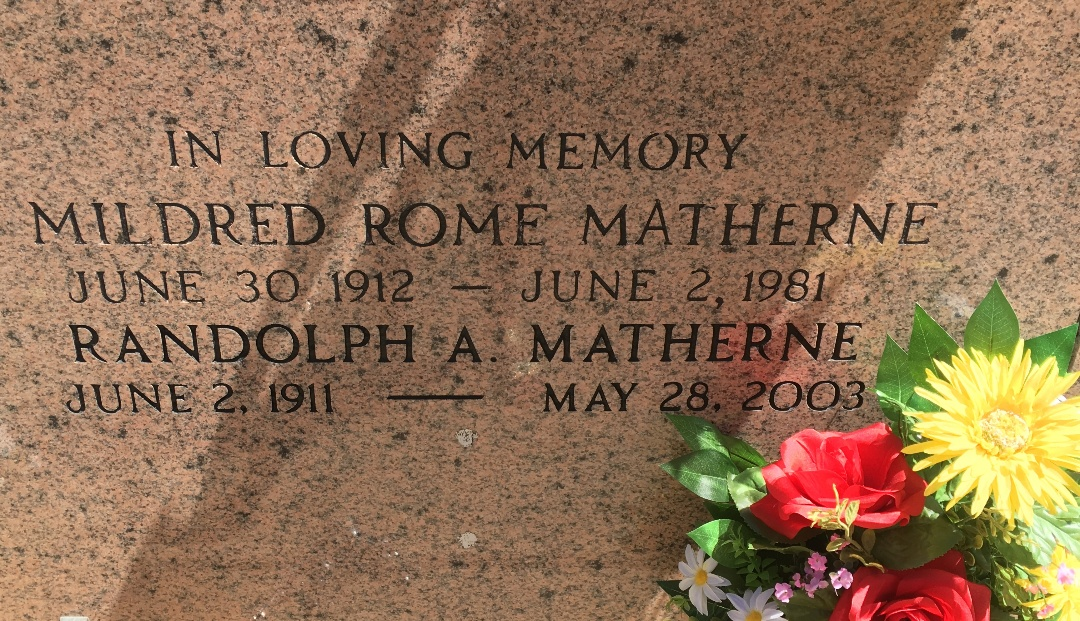 IN LOVING MEMORY
MILDRED ROME MATHERNE
JUNE 30 1912 — JUNE 2, 1981
RANDOLPH A. MATHERNE
JUNE 2, 1911 — MAY 28, 2003